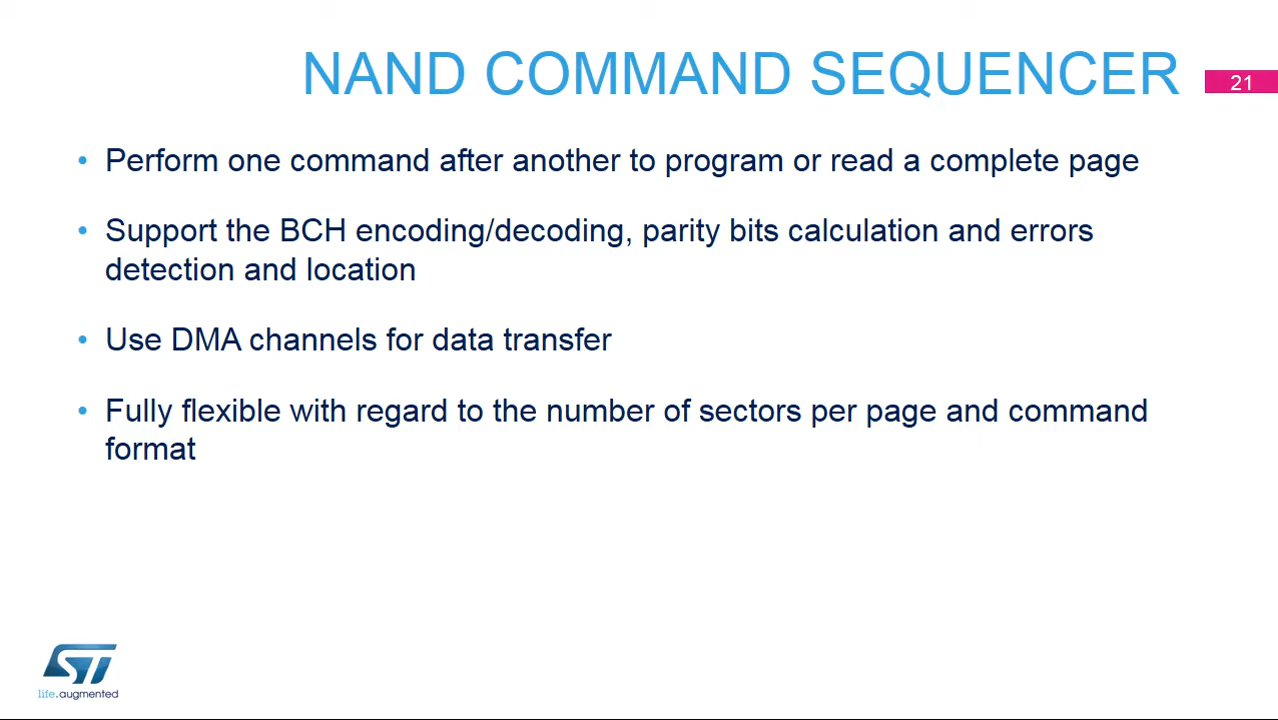 NAND COMMAND SEQUENCER
21
• Perform one command after another to program or read a complete page
• Support the BCH encoding/decoding, parity bits calculation and errors
detection and location
• Use DMA channels for data transfer
• Fully flexible with regard to the number of sectors per page and command
format
ST
life.augmented